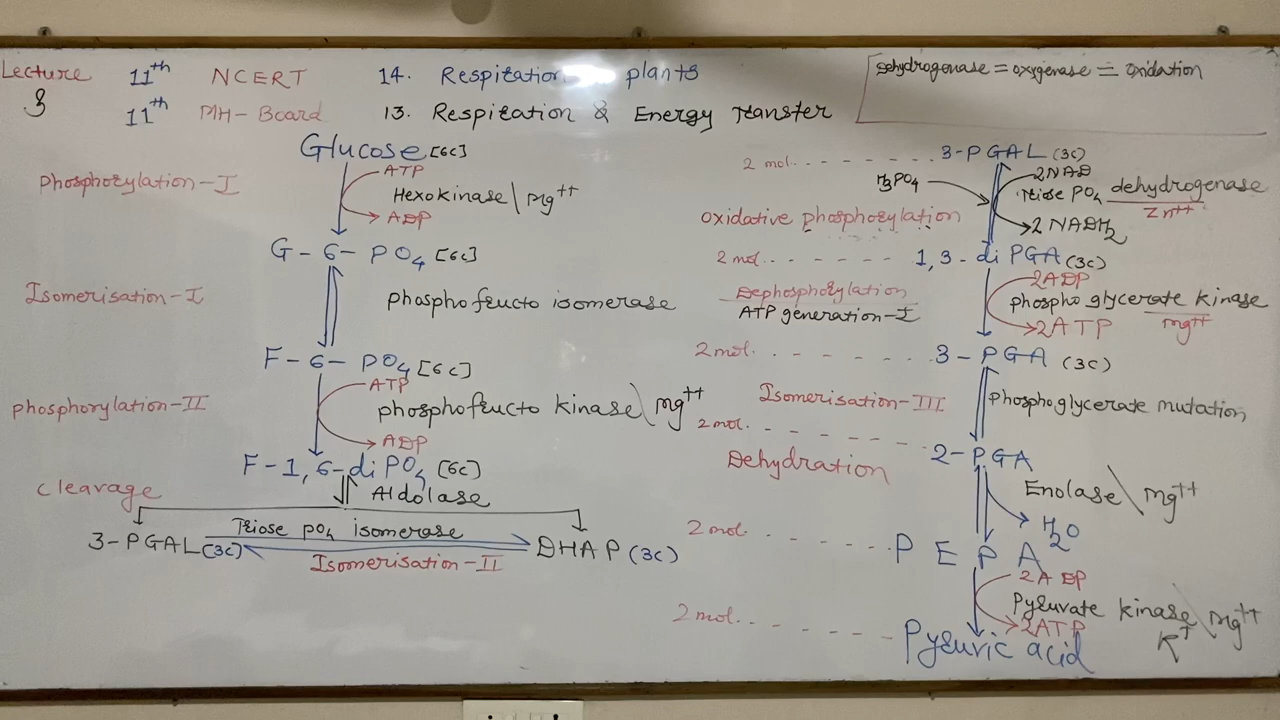 Lecture 11th NCERT 14. Respiration plants
3 11th MH-Board 13. Respiration & Energy Transfer
Dehydrogenase = oxygenase = oxidation
Glucose [6C]
Phosphorylation-I
ATP
Hexokinase\ Mg++
ADP
G-6-PO4 [6C]
Isomerisation-I
phosphofructo isomerase
F-6-PO4 [6C]
ATP
phosphorylation-II
phosphofructo kinase\ Mg++
ADP
F-1,6-diPO4 [6C]
cleavage
Aldolase
3-PGAL (3C) Triose PO4 isomerase DHAP (3C)
Isomerisation-II
2 mol. 3-PGAL (3C)
H3PO4 2NAD
Triose PO4 dehydrogenase
Zn++
oxidative phosphorylation
2 NADH2
2 mol. 1,3-diPGA (3C)
2ADP
Dephosphorylation
phospho glycerate kinase
ATP generation-I
Mg++
2ATP
2 mol. 3-PGA (3C)
Isomerisation-III
phosphoglycerate mutation
2 mol. 2-PGA
Dehydration
Enolase\ Mg++
H2O
2 mol. PEPA
2ADP
Pyruvate kinase\ Mg++
K+
2ATP
2 mol. Pyruvic acid